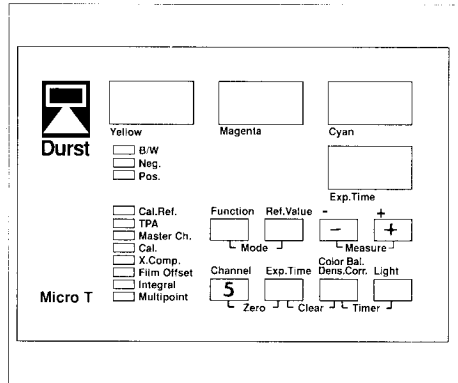 Yellow Magenta Cyan
Durst
B/W
Neg.
Pos.
Exp.Time
Cal.Ref.
TPA
Master Ch.
Cal.
X.Comp.
Film Offset
Integral
Multipoint
Function Ref.Value - +
- +
Mode Measure
Channel Exp.Time Color Bal. Dens.Corr. Light
5
Zero Clear Timer
Micro T